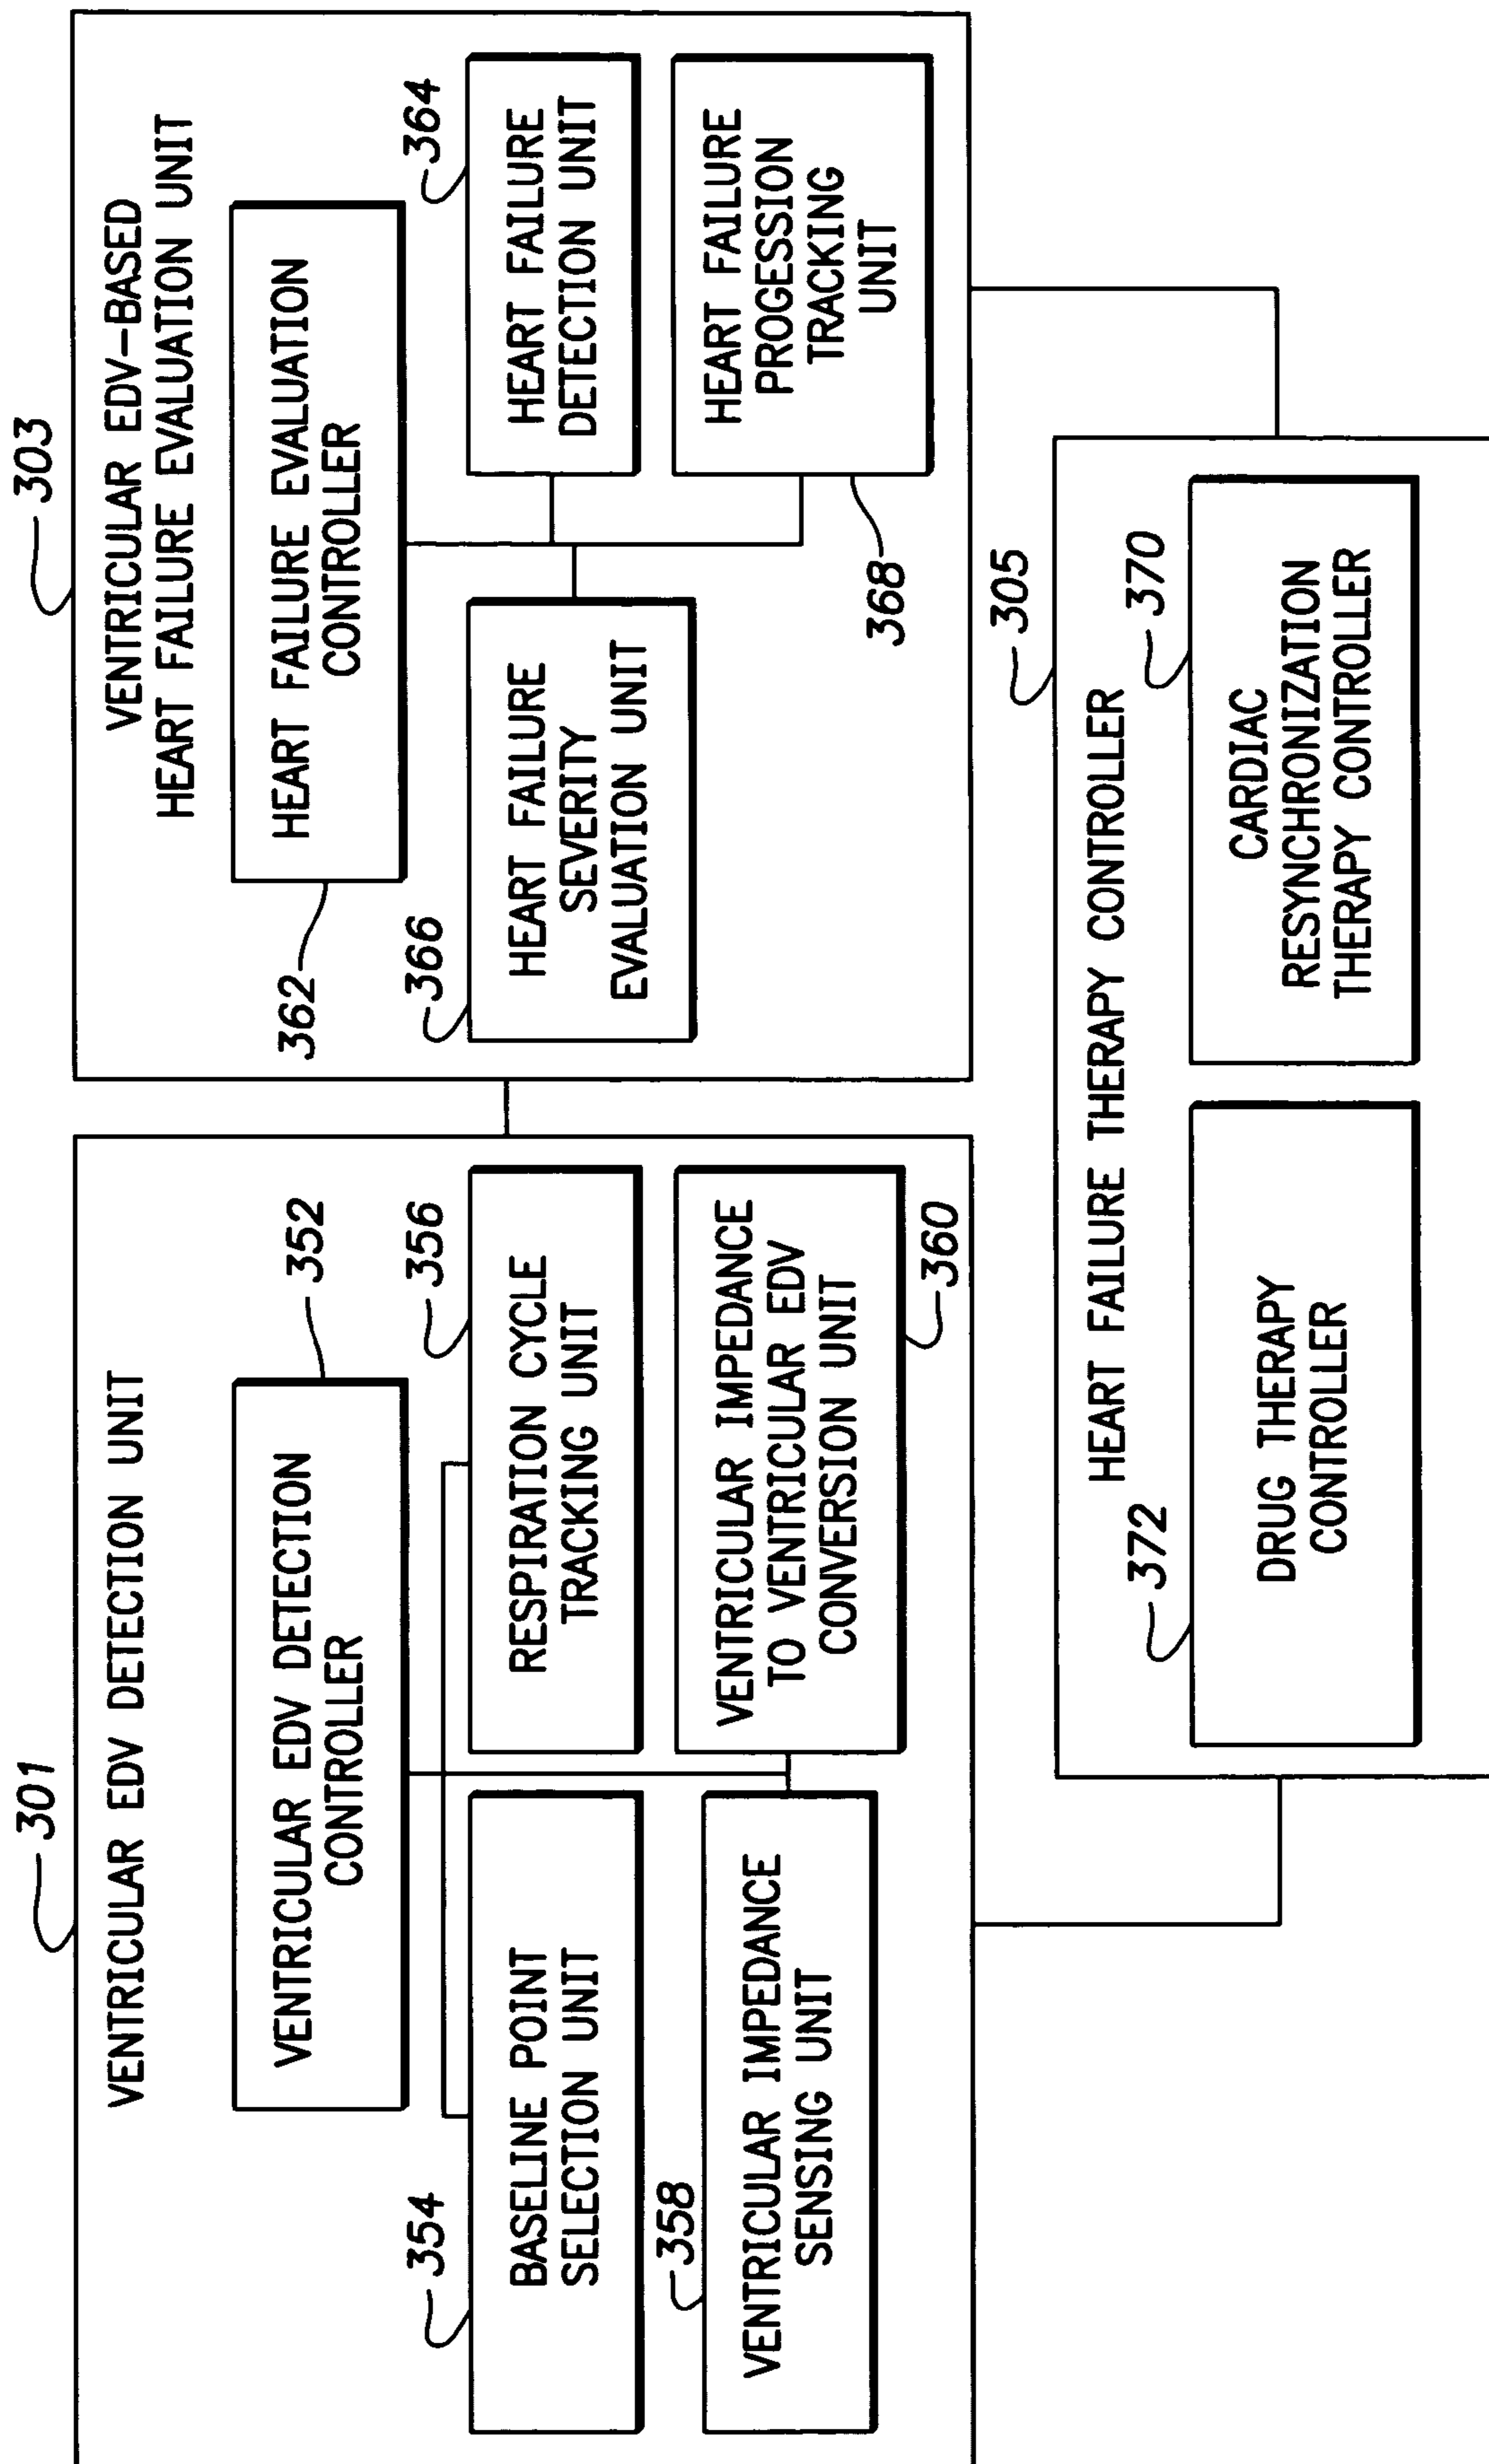 301
VENTRICULAR EDV DETECTION UNIT
VENTRICULAR EDV DETECTION
CONTROLLER
352
354
BASELINE POINT
SELECTION UNIT
356
RESPIRATION CYCLE
TRACKING UNIT
358
VENTRICULAR IMPEDANCE
SENSING UNIT
VENTRICULAR IMPEDANCE
TO VENTRICULAR EDV
CONVERSION UNIT
360
303
VENTRICULAR EDV-BASED
HEART FAILURE EVALUATION UNIT
HEART FAILURE EVALUATION
CONTROLLER
362
366
HEART FAILURE
SEVERITY
EVALUATION UNIT
364
HEART FAILURE
DETECTION UNIT
HEART FAILURE
PROGESSION
TRACKING
UNIT
368
305
HEART FAILURE THERAPY CONTROLLER
372
DRUG THERAPY
CONTROLLER
370
CARDIAC
RESYNCHRONIZATION
THERAPY CONTROLLER